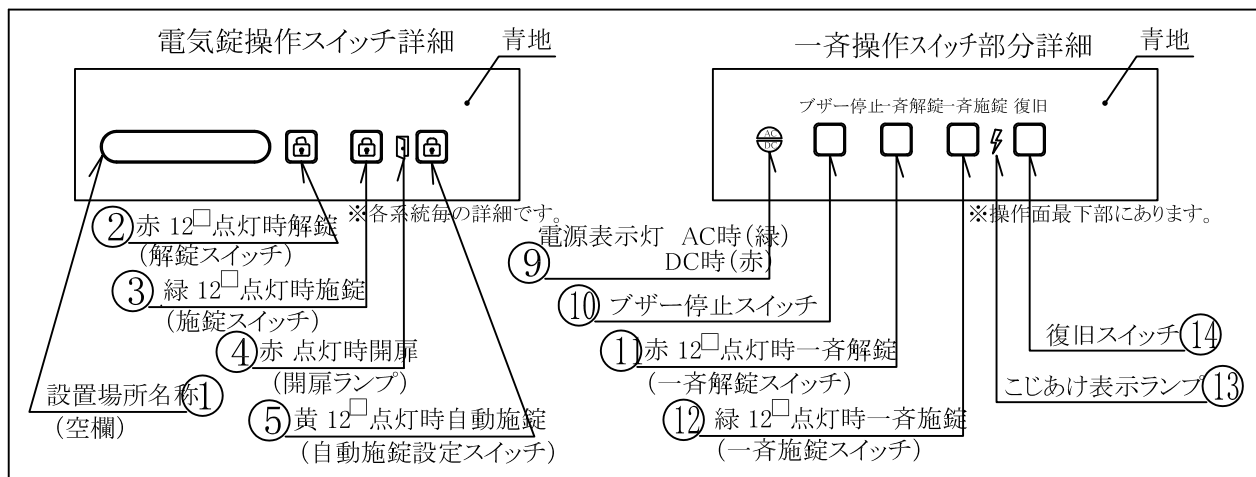 電気錠操作スイッチ詳細
青地
※各系統毎の詳細です。
②赤 12□点灯時解錠
(解錠スイッチ)
③緑 12□点灯時施錠
(施錠スイッチ)
④赤 点灯時開扉
(開扉ランプ)
設置場所名称①
(空欄)
⑤黄 12□点灯時自動施錠
(自動施錠設定スイッチ)
一斉操作スイッチ部分詳細
青地
ブザー停止一斉解錠一斉施錠 復旧
AC
DC
※操作面最下部にあります。
電源表示灯 AC時(緑)
⑨ DC時(赤)
⑩ブザー停止スイッチ
⑪赤 12□点灯時一斉解錠
(一斉解錠スイッチ)
復旧スイッチ⑭
こじあけ表示ランプ⑬
⑫緑 12□点灯時一斉施錠
(一斉施錠スイッチ)